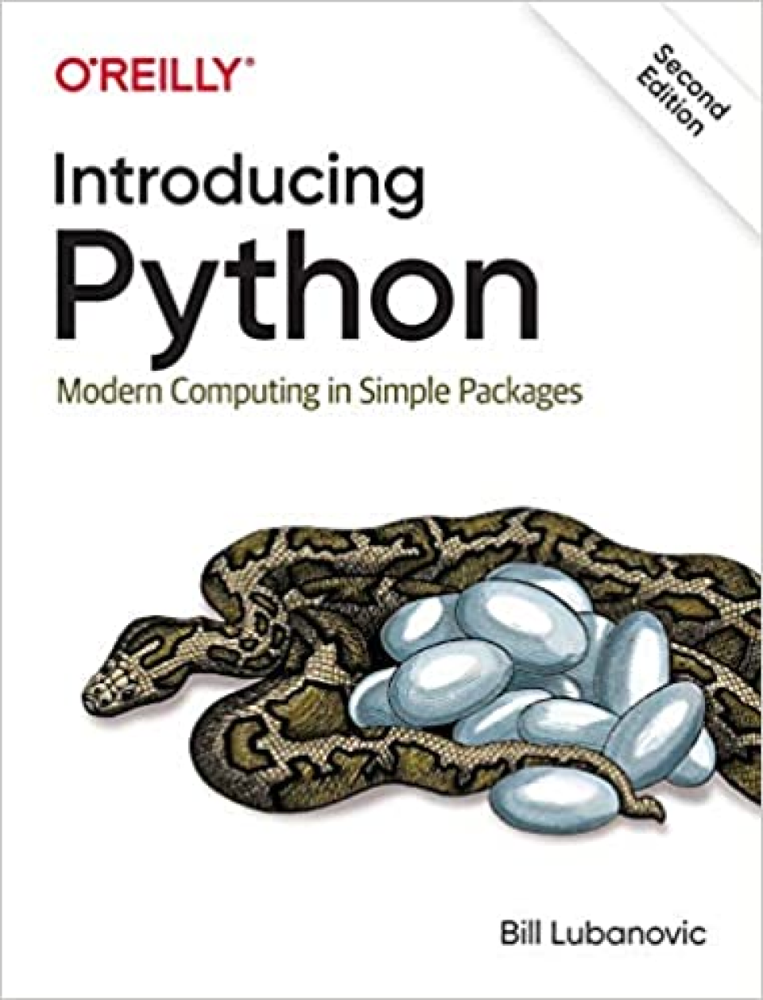 O'REILLY®
Second
Edition
Introducing
Python
Modern Computing in Simple Packages
Bill Lubanovic